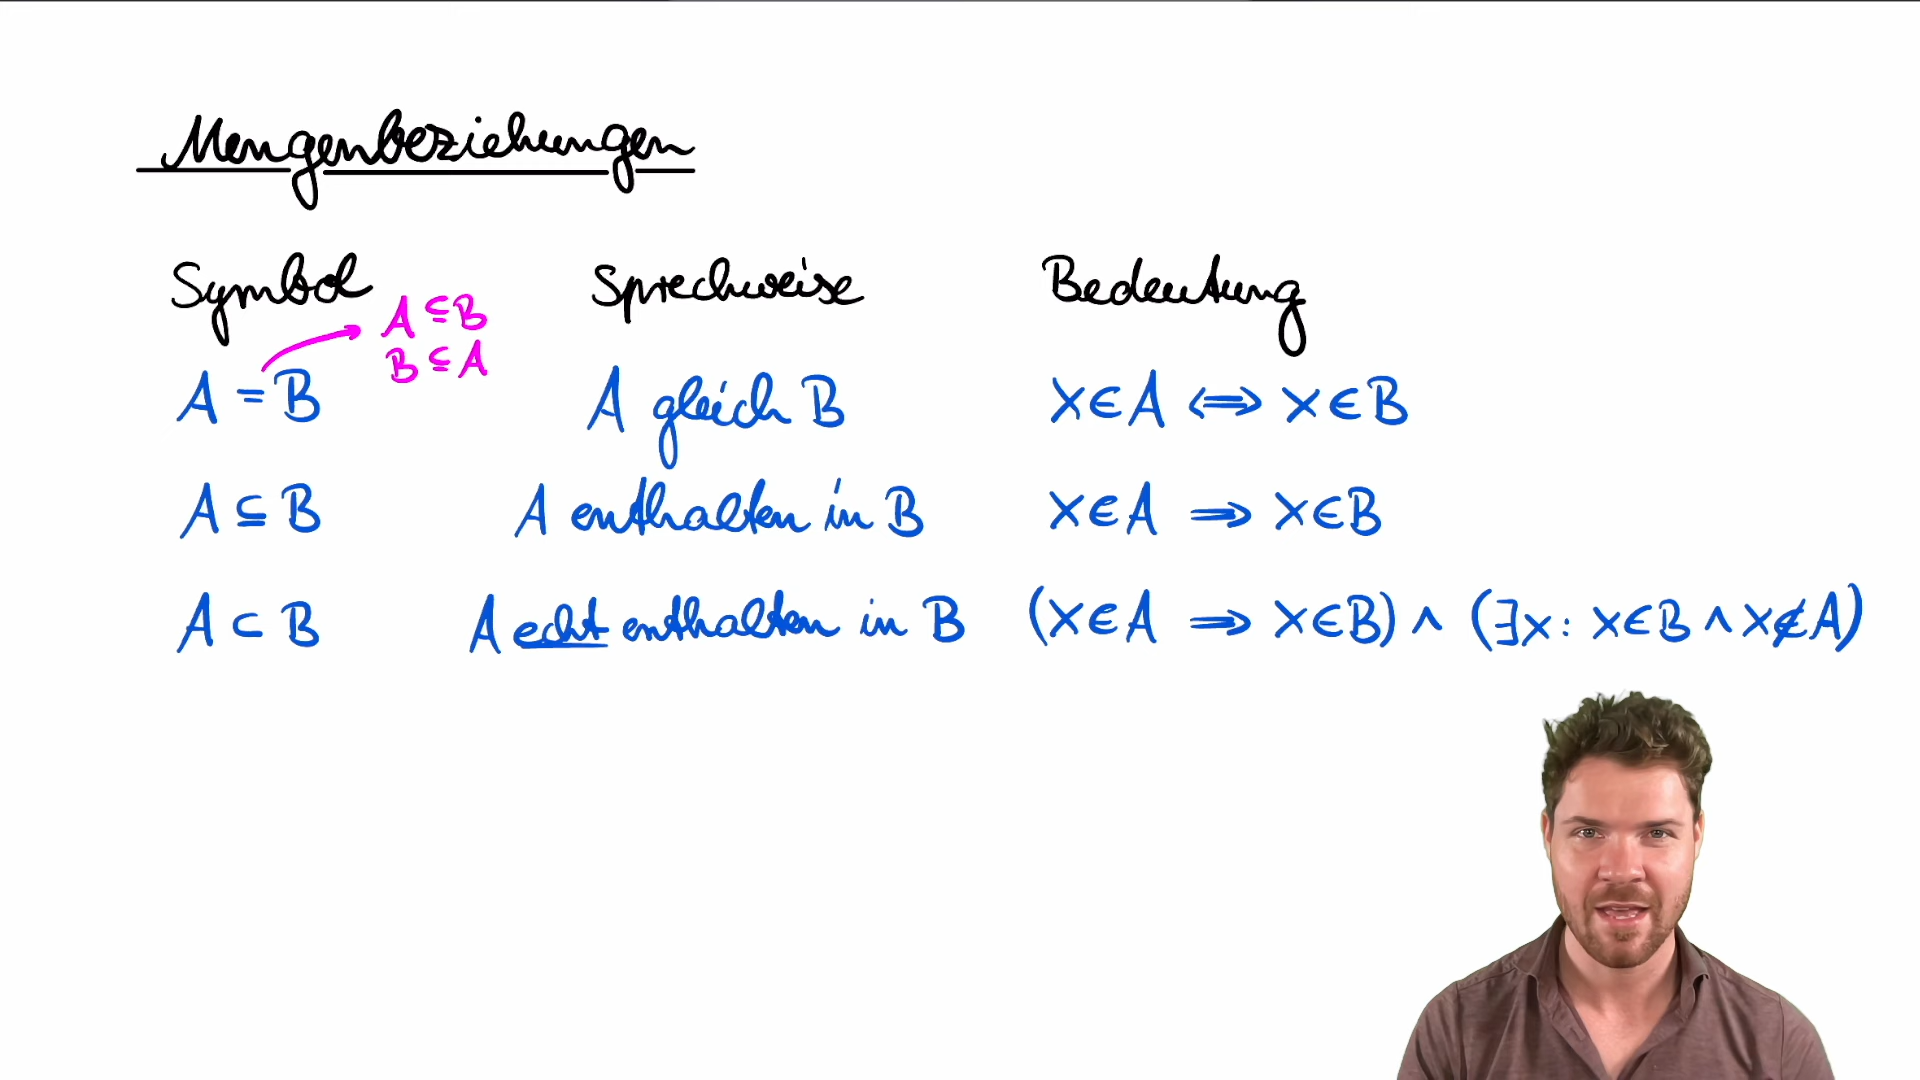 Mengenbeziehungen
Symbol Sprechweise Bedeutung
A ⊆ B
B ⊆ A
A = B A gleich B x∈A ⟺ x∈B
A ⊆ B A enthalten in B x∈A ⟹ x∈B
A ⊂ B A echt enthalten in B (x∈A ⟹ x∈B) ∧ (∃x: x∈B ∧ x∉A)